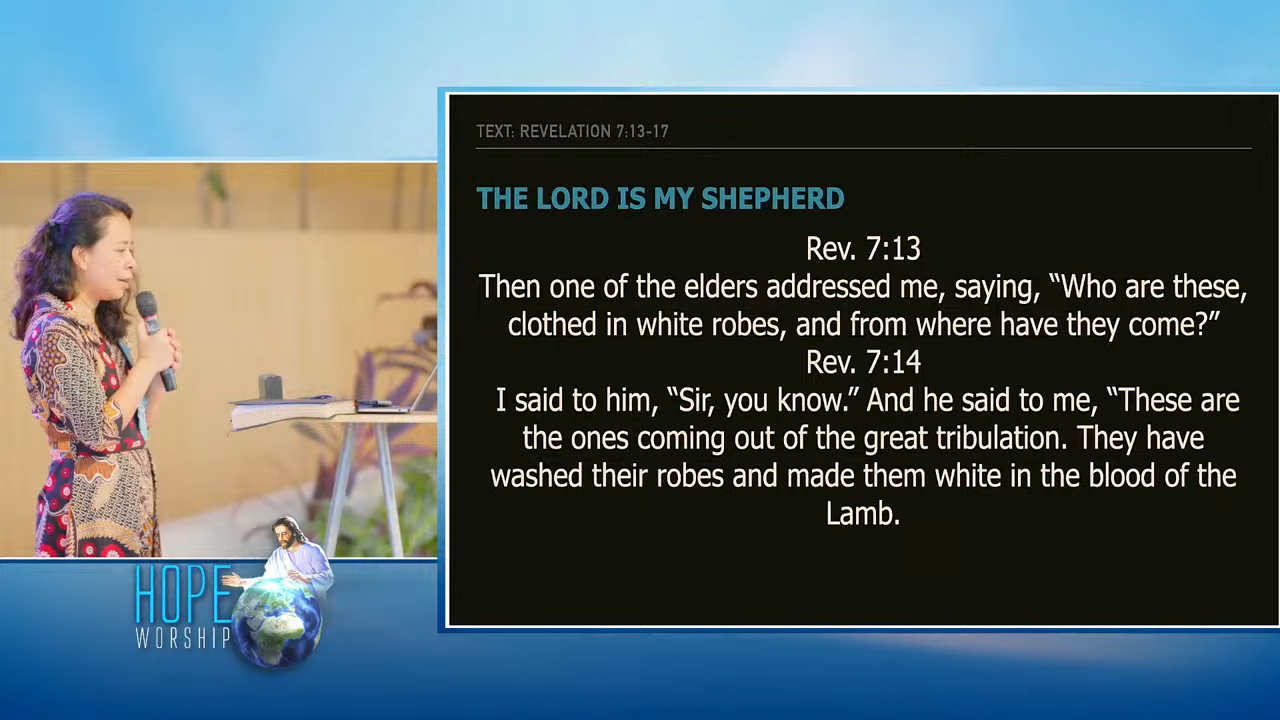 TEXT: REVELATION 7:13-17
THE LORD IS MY SHEPHERD
Rev. 7:13
Then one of the elders addressed me, saying, “Who are these,
clothed in white robes, and from where have they come?”
Rev. 7:14
I said to him, “Sir, you know.” And he said to me, “These are
the ones coming out of the great tribulation. They have
washed their robes and made them white in the blood of the
Lamb.
HOPE
WORSHIP